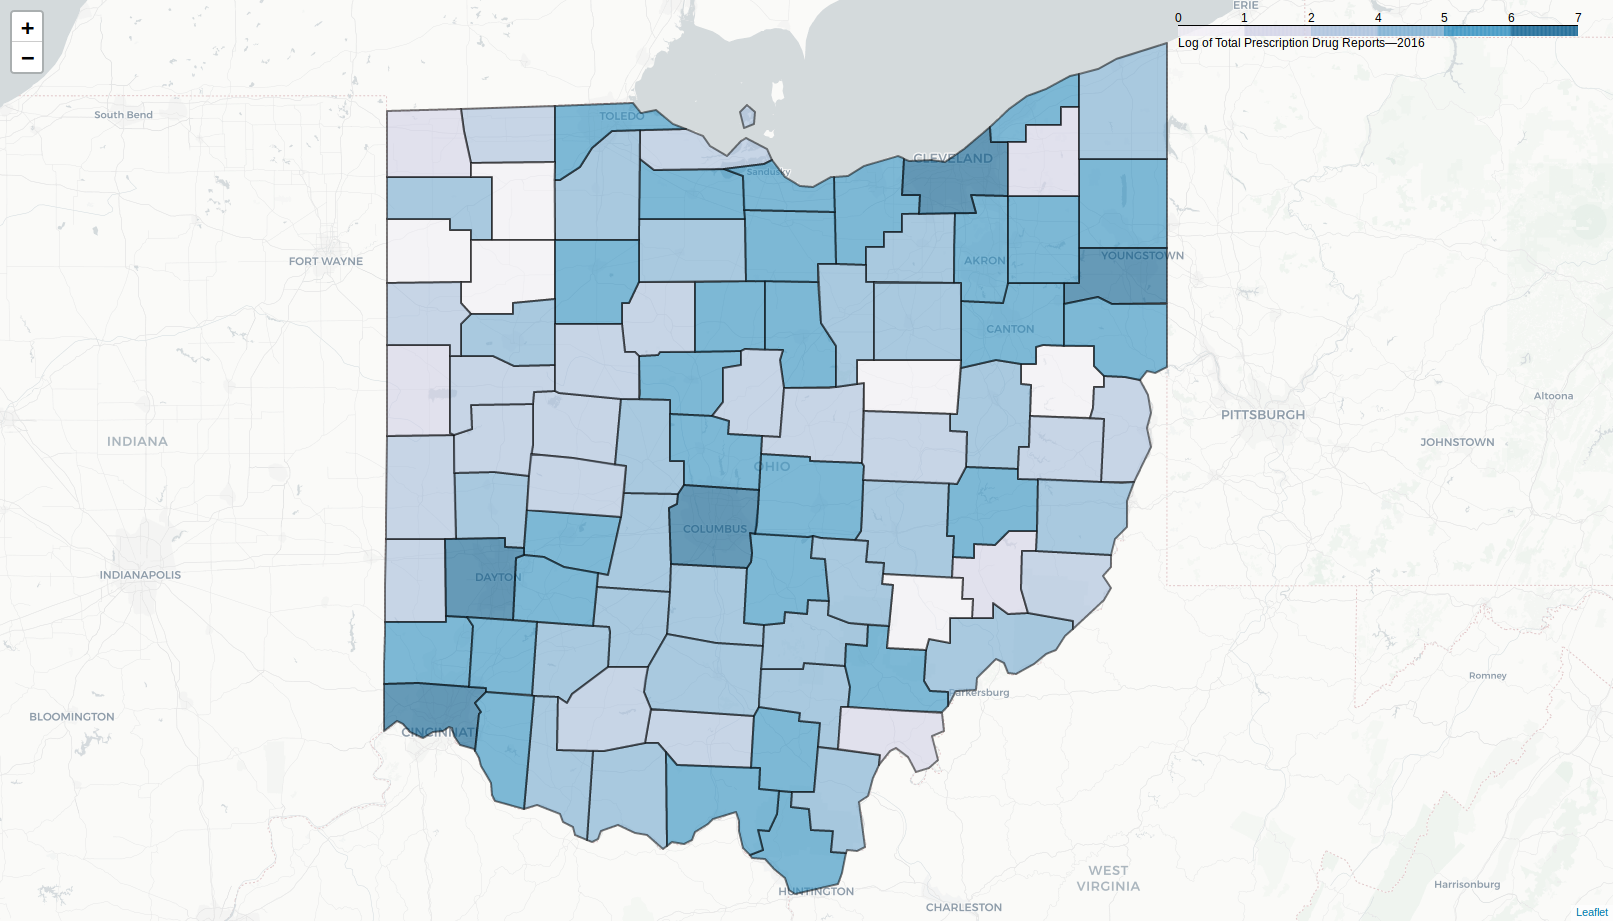 +
−
0 1 2 4 5 6 7
Log of Total Prescription Drug Reports—2016
ERIE
South Bend
TOLEDO
CLEVELAND
Sandusky
FORT WAYNE
AKRON
YOUNGSTOWN
CANTON
PITTSBURGH
Altoona
INDIANA
JOHNSTOWN
OHIO
COLUMBUS
INDIANAPOLIS
DAYTON
Romney
Parkersburg
BLOOMINGTON
CINCINNATI
WEST
VIRGINIA
Harrisonburg
HUNTINGTON
CHARLESTON
Leaflet